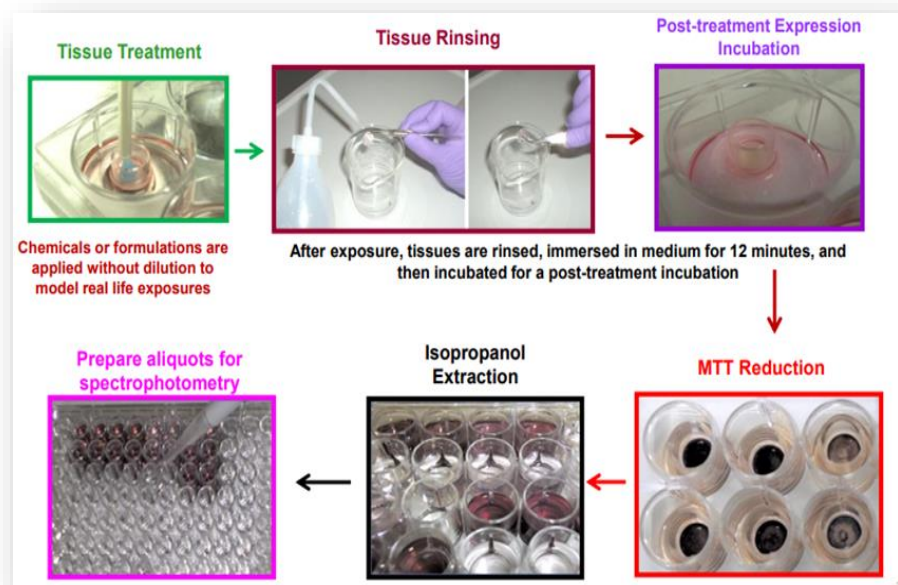 Tissue Treatment
Tissue Rinsing
Post-treatment Expression
Incubation
Chemicals or formulations are
applied without dilution to
model real life exposures
After exposure, tissues are rinsed, immersed in medium for 12 minutes, and
then incubated for a post-treatment incubation
Prepare aliquots for
spectrophotometry
Isopropanol
Extraction
MTT Reduction